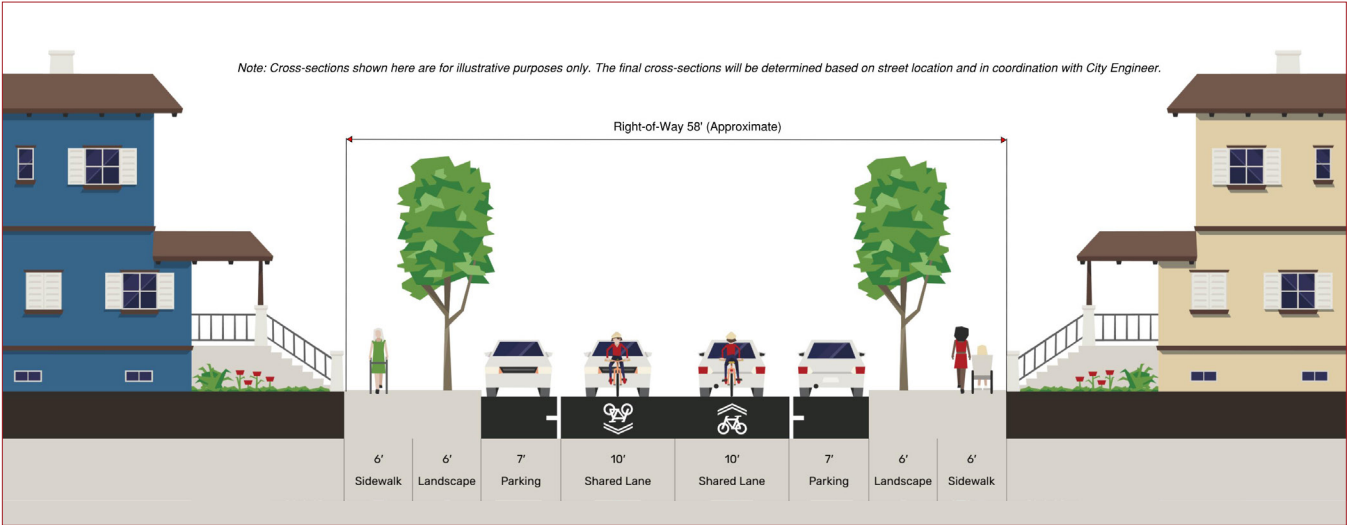 Note: Cross-sections shown here are for illustrative purposes only. The final cross-sections will be determined based on street location and in coordination with City Engineer.
Right-of-Way 58' (Approximate)
6' 6' 7' 10' 10' 7' 6' 6'
Sidewalk Landscape Parking Shared Lane Shared Lane Parking Landscape Sidewalk